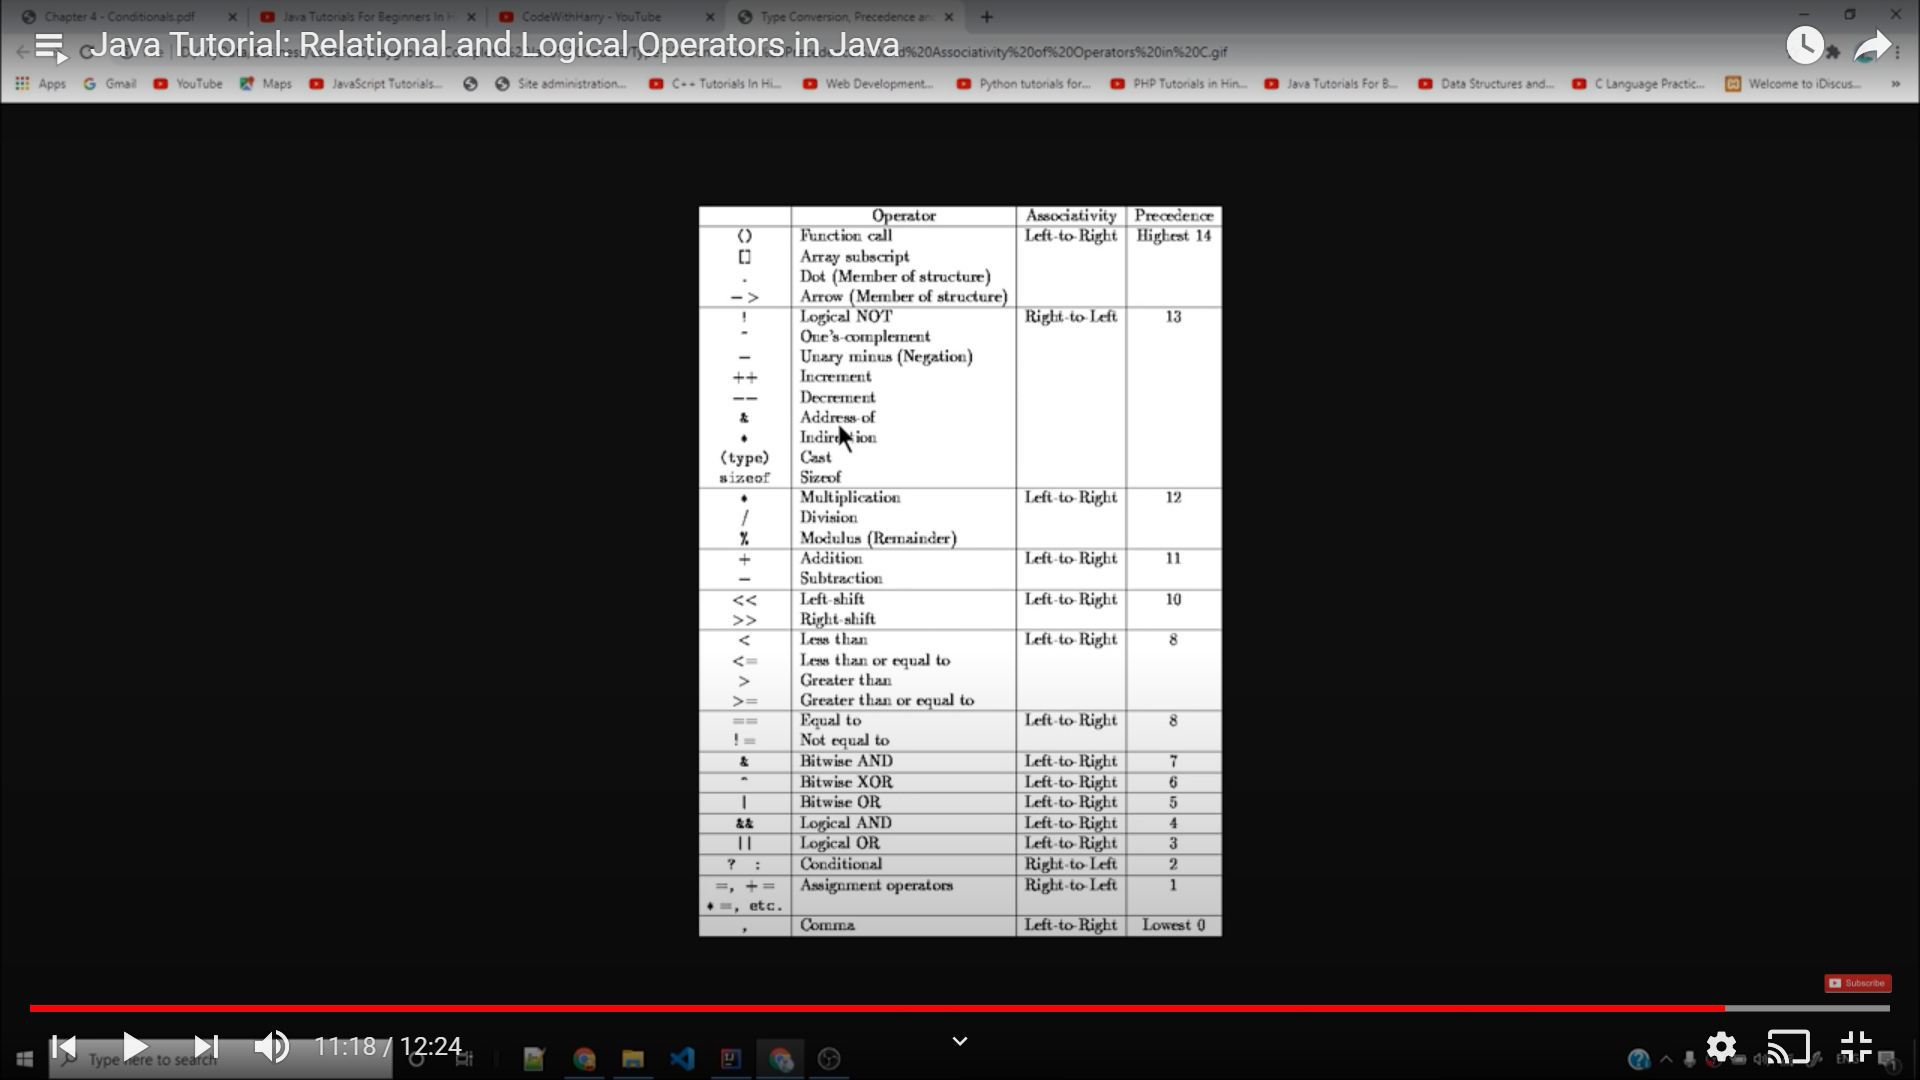 Chapter 4 - Conditionals.pdf
Java Tutorials For Beginners In H
CodeWithHarry - YouTube
Type Conversion, Precedence an
Java Tutorial: Relational and Logical Operators in Java
d%20Associativity%20of%20Operators%20in%20C.gif
Apps Gmail YouTube Maps JavaScript Tutorials... Site administration... C++ Tutorials In Hi... Web Development... Python tutorials for... PHP Tutorials in Hin... Java Tutorials For B... Data Structures and... C Language Practic... Welcome to iDiscus... »
Operator Associativity Precedence
() Function call Left-to-Right Highest 14
[] Array subscript
. Dot (Member of structure)
-> Arrow (Member of structure)
! Logical NOT Right-to-Left 13
~ One's-complement
- Unary minus (Negation)
++ Increment
-- Decrement
& Address-of
* Indirection
(type) Cast
sizeof Sizeof
* Multiplication Left-to-Right 12
/ Division
% Modulus (Remainder)
+ Addition Left-to-Right 11
- Subtraction
<< Left-shift Left-to-Right 10
>> Right-shift
< Less than Left-to-Right 8
<= Less than or equal to
> Greater than
>= Greater than or equal to
== Equal to Left-to-Right 8
!= Not equal to
& Bitwise AND Left-to-Right 7
^ Bitwise XOR Left-to-Right 6
| Bitwise OR Left-to-Right 5
&& Logical AND Left-to-Right 4
|| Logical OR Left-to-Right 3
? : Conditional Right-to-Left 2
=, += Assignment operators Right-to-Left 1
*=, etc.
, Comma Left-to-Right Lowest 0
Subscribe
11:18 / 12:24
Type here to search